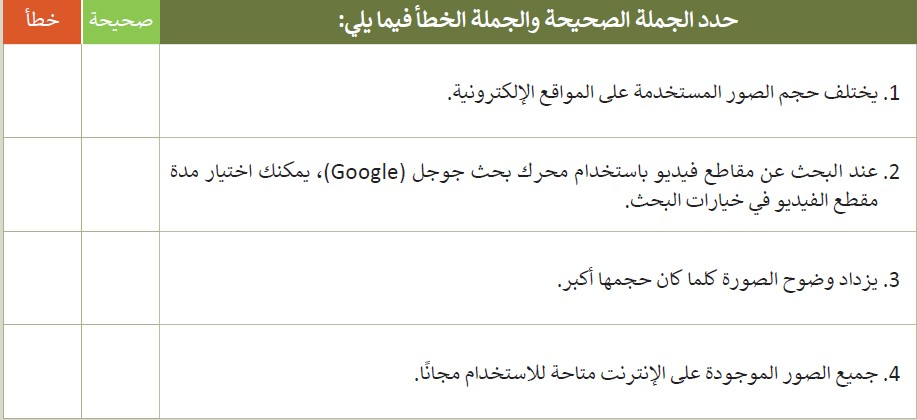 حدد الجملة الصحيحة والجملة الخطأ فيما يلي: صحيحة خطأ
1. يختلف حجم الصور المستخدمة على المواقع الإلكترونية.
2. عند البحث عن مقاطع فيديو باستخدام محرك بحث جوجل (Google)، يمكنك اختيار مدة
مقطع الفيديو في خيارات البحث.
3. يزداد وضوح الصورة كلما كان حجمها أكبر.
4. جميع الصور الموجودة على الإنترنت متاحة للاستخدام مجانًا.